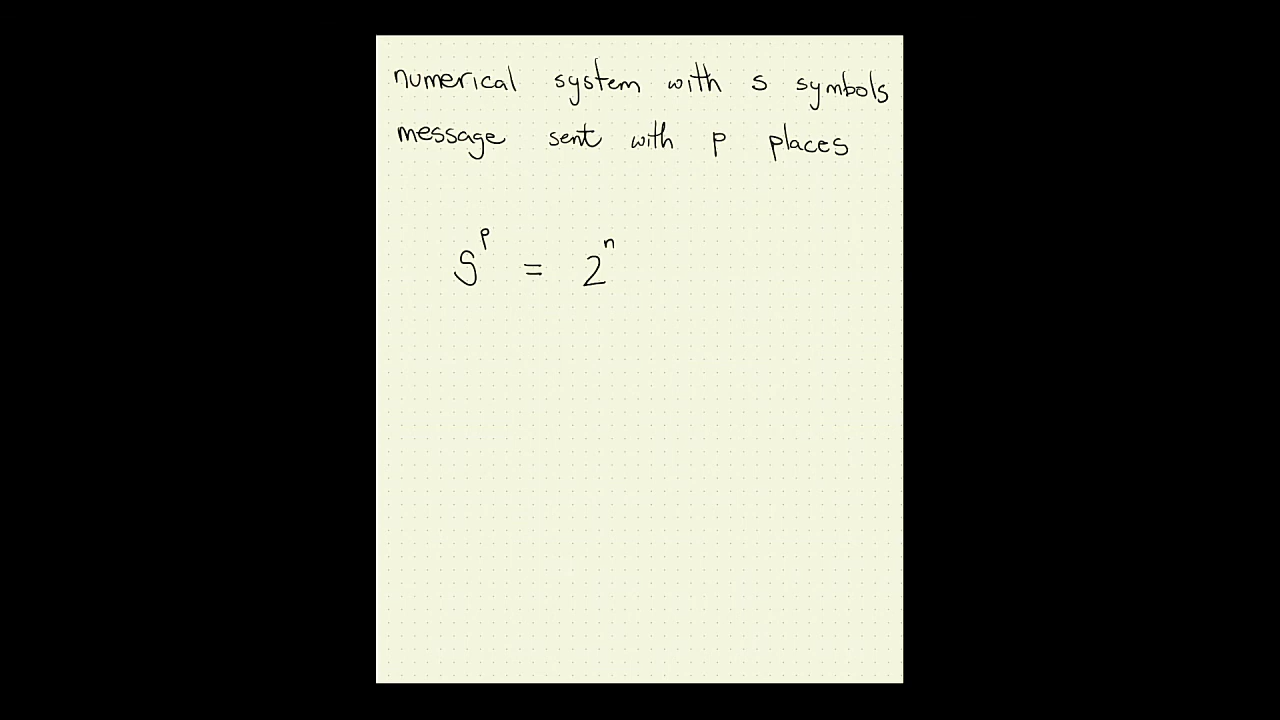 numerical system with s symbols
message sent with p places
S^p = 2^n